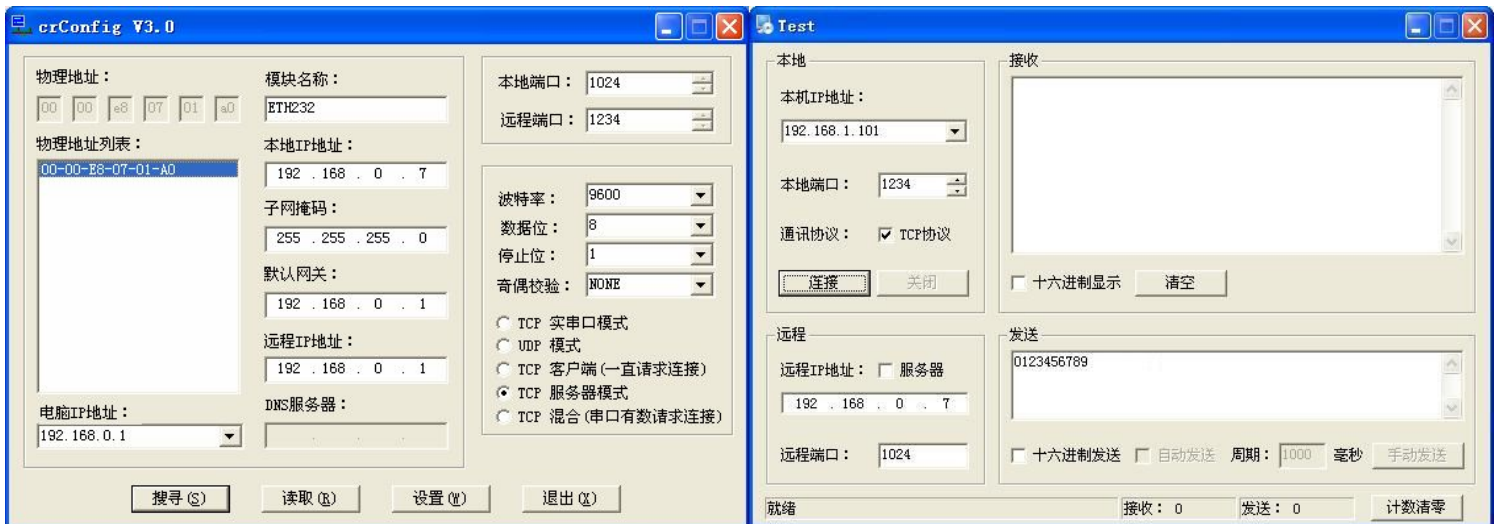 crConfig V3.0
物理地址：
00 00 e8 07 01 a0
物理地址列表：
00-00-E8-07-01-A0
电脑IP地址：
192.168.0.1
模块名称：
ETH232
本地IP地址：
192 . 168 . 0 . 7
子网掩码：
255 . 255 . 255 . 0
默认网关：
192 . 168 . 0 . 1
远程IP地址：
192 . 168 . 0 . 1
DNS服务器：
. . .
本地端口： 1024
远程端口： 1234
波特率： 9600
数据位： 8
停止位： 1
奇偶校验： NONE
TCP 实串口模式
UDP 模式
TCP 客户端(一直请求连接)
TCP 服务器模式
TCP 混合(串口有数请求连接)
搜寻(S) 读取(R) 设置(W) 退出(X)
Test
本地
本机IP地址：
192.168.1.101
本地端口： 1234
通讯协议： TCP协议
连接 关闭
接收
十六进制显示 清空
远程
远程IP地址： 服务器
192 . 168 . 0 . 7
远程端口： 1024
发送
0123456789
十六进制发送 自动发送 周期： 1000 毫秒 手动发送
就绪 接收： 0 发送： 0 计数清零